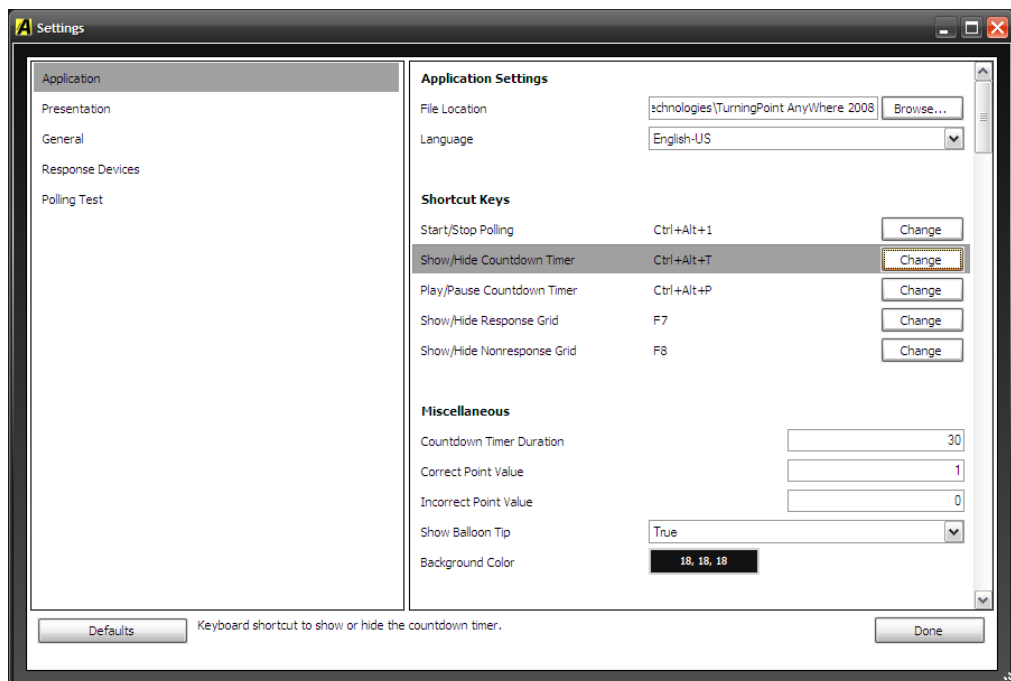 Settings
Application
Presentation
General
Response Devices
Polling Test
Application Settings
File Location echnologies\TurningPoint AnyWhere 2008 Browse...
Language English-US
Shortcut Keys
Start/Stop Polling Ctrl+Alt+1 Change
Show/Hide Countdown Timer Ctrl+Alt+T Change
Play/Pause Countdown Timer Ctrl+Alt+P Change
Show/Hide Response Grid F7 Change
Show/Hide Nonresponse Grid F8 Change
Miscellaneous
Countdown Timer Duration 30
Correct Point Value 1
Incorrect Point Value 0
Show Balloon Tip True
Background Color 18, 18, 18
Defaults Keyboard shortcut to show or hide the countdown timer. Done